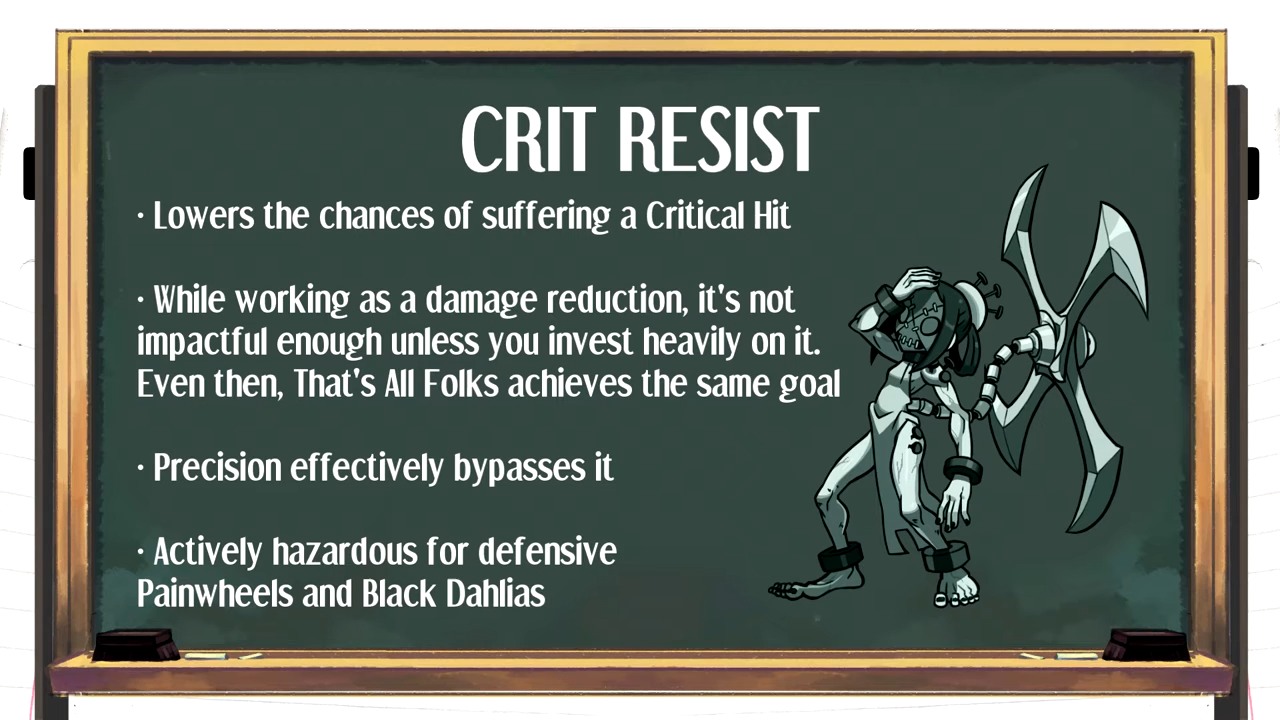 CRIT RESIST
· Lowers the chances of suffering a Critical Hit
· While working as a damage reduction, it's not
impactful enough unless you invest heavily on it.
Even then, That's All Folks achieves the same goal
· Precision effectively bypasses it
· Actively hazardous for defensive
Painwheels and Black Dahlias